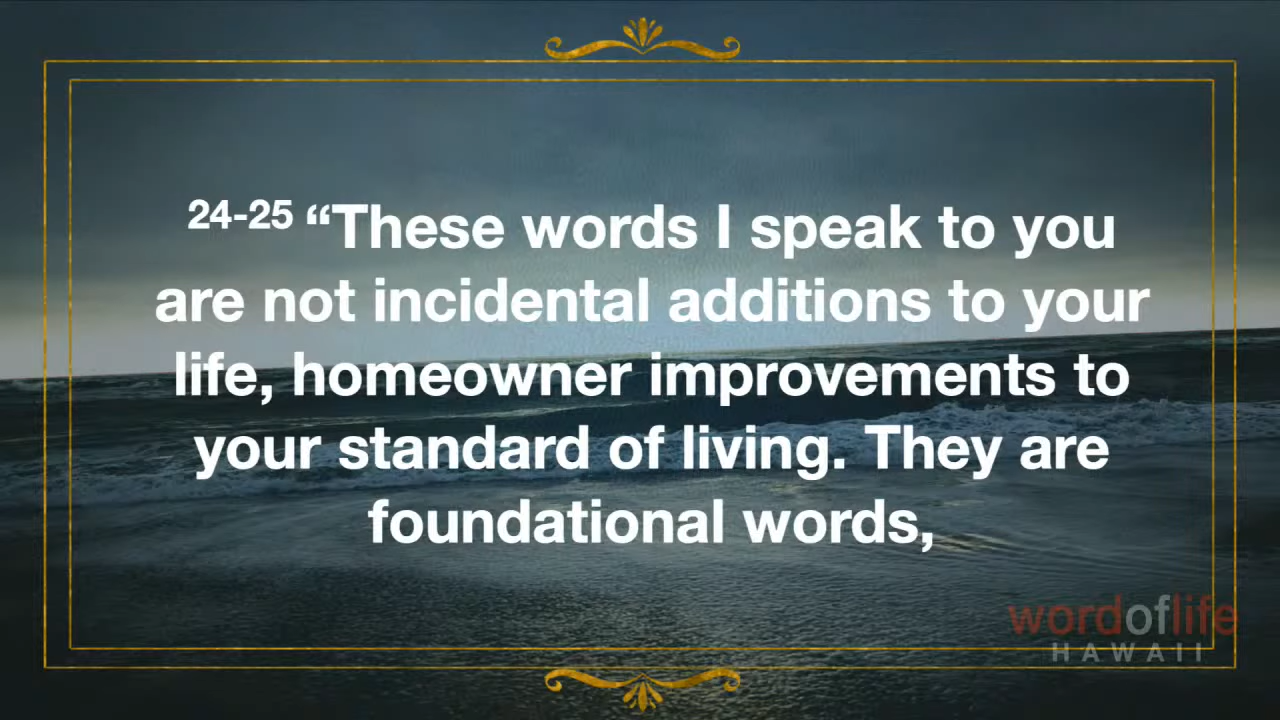 24-25 “These words I speak to you
are not incidental additions to your
life, homeowner improvements to
your standard of living. They are
foundational words,
wordoflife
HAWAII